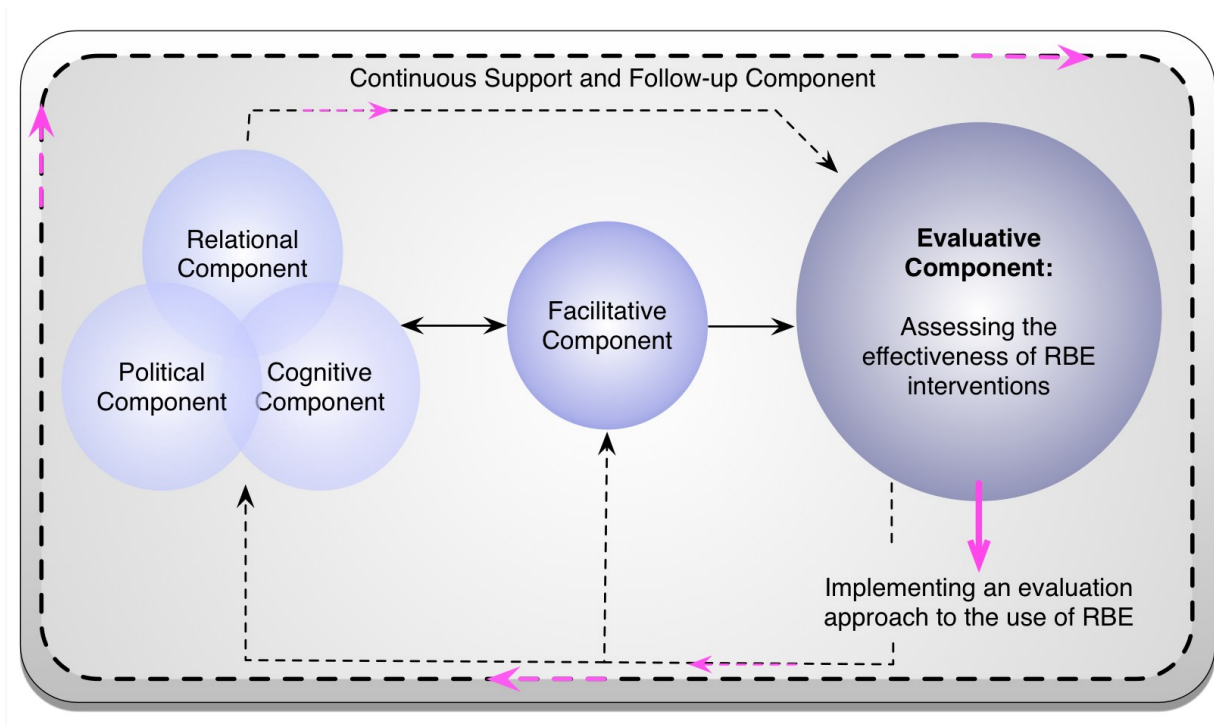 Continuous Support and Follow-up Component
Relational
Component
Political
Component
Cognitive
Component
Facilitative
Component
Evaluative
Component:
Assessing the
effectiveness of RBE
interventions
Implementing an evaluation
approach to the use of RBE